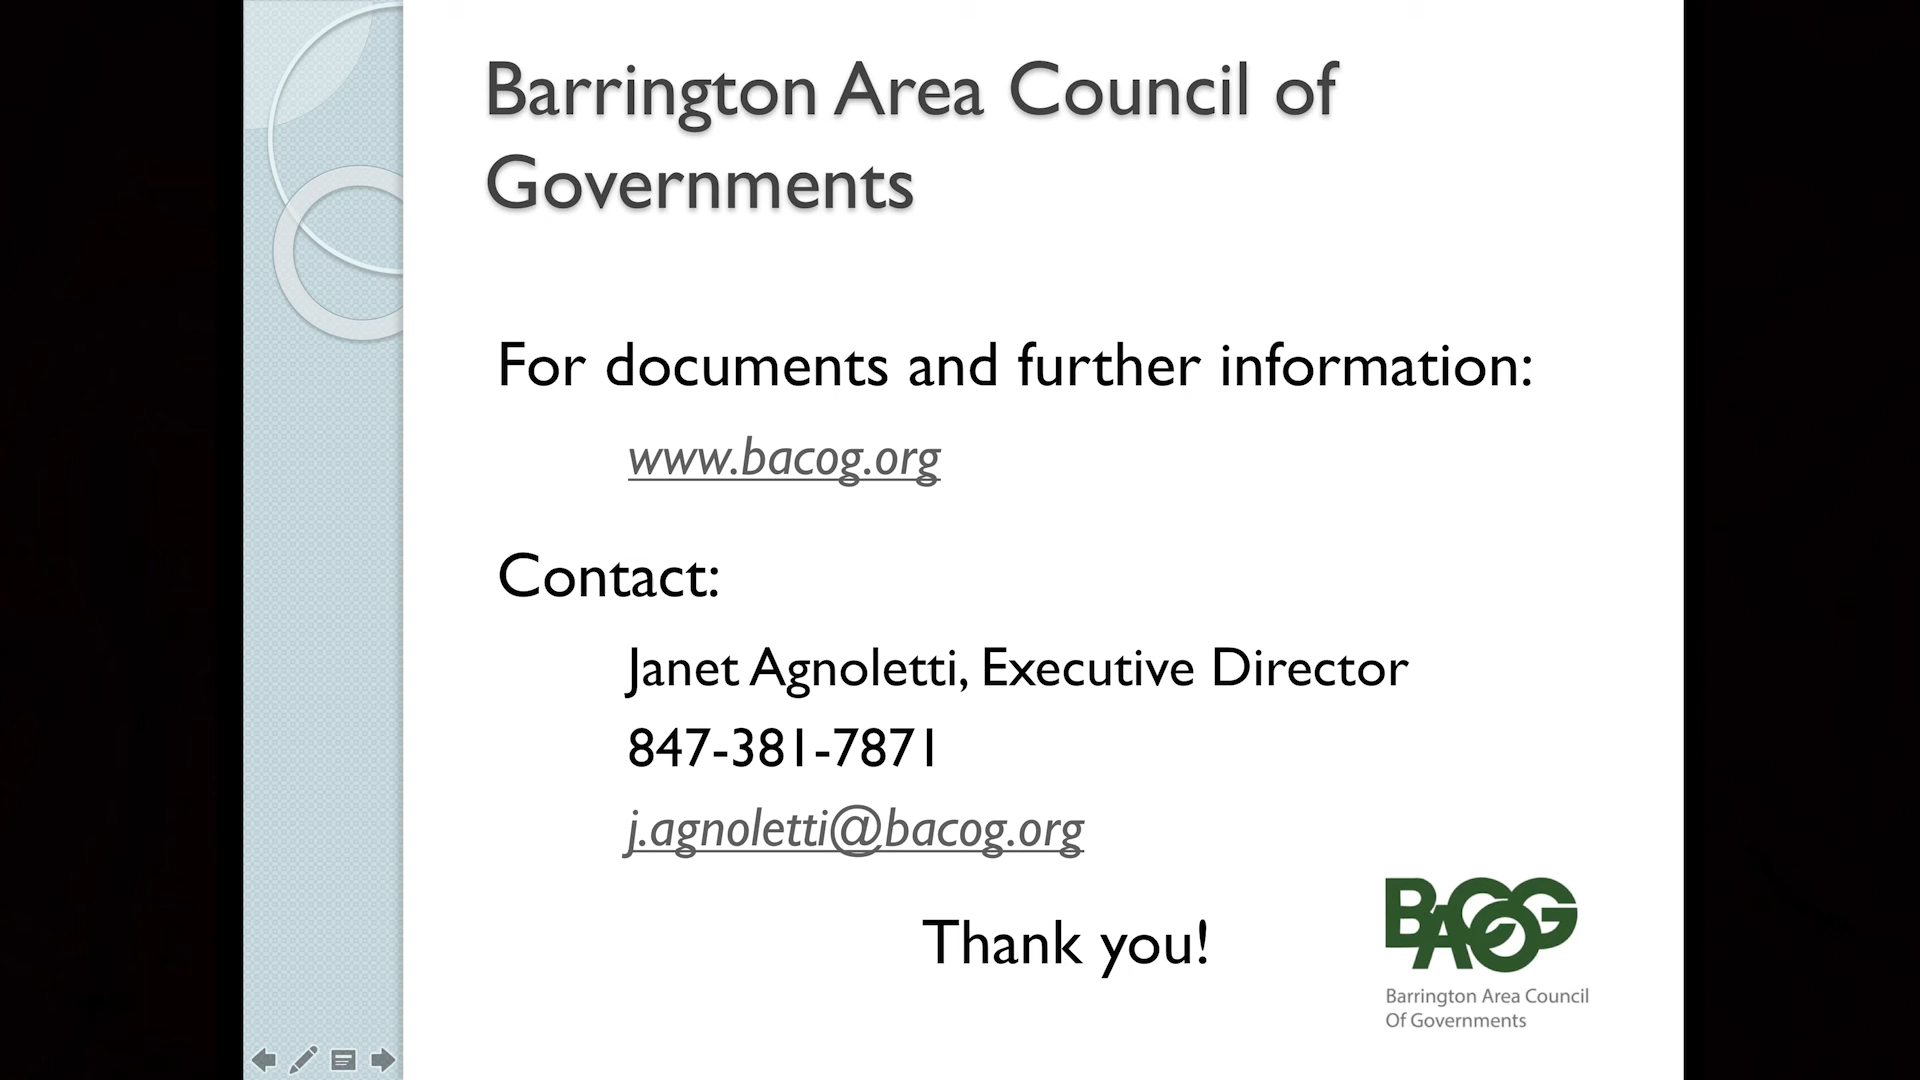 Barrington Area Council of
Governments
For documents and further information:
www.bacog.org
Contact:
Janet Agnoletti, Executive Director
847-381-7871
j.agnoletti@bacog.org
Thank you!
BACOG
Barrington Area Council
Of Governments